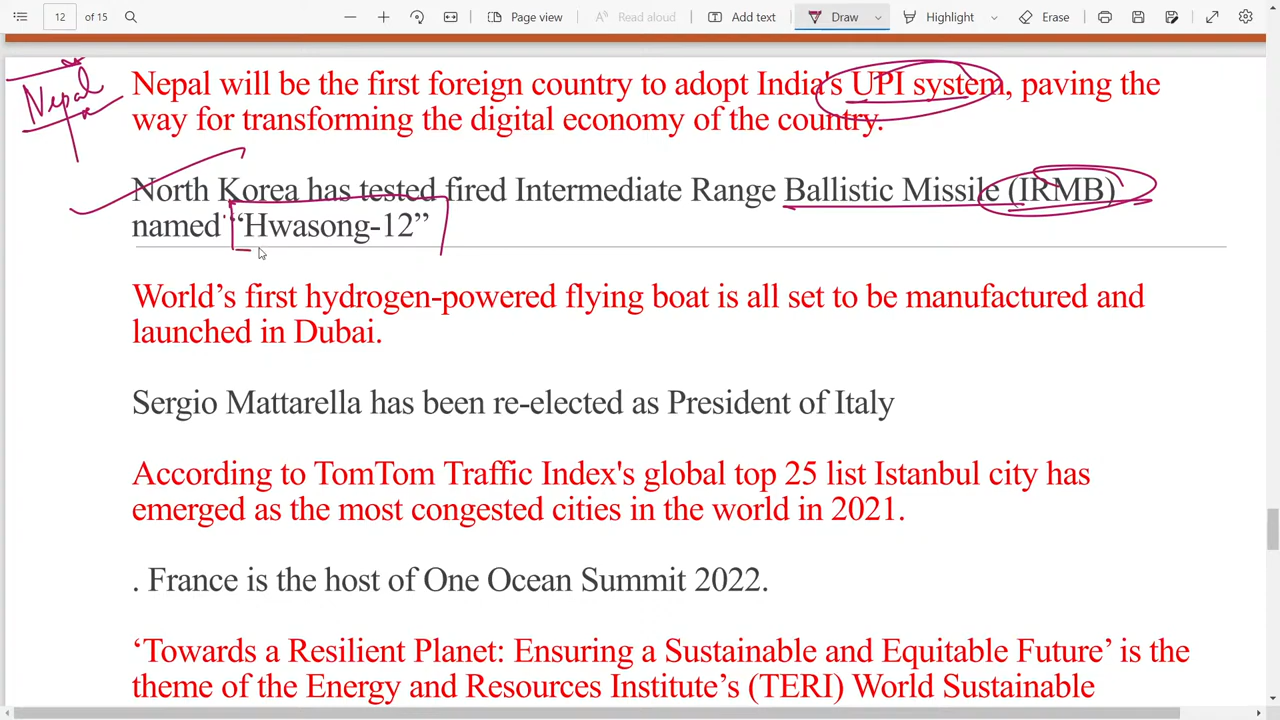 12 of 15
Page view
Read aloud
Add text
Draw
Highlight
Erase
Nepal
Nepal will be the first foreign country to adopt India's UPI system, paving the
way for transforming the digital economy of the country.
North Korea has tested fired Intermediate Range Ballistic Missile (IRMB)
named “Hwasong-12”
World’s first hydrogen-powered flying boat is all set to be manufactured and
launched in Dubai.
Sergio Mattarella has been re-elected as President of Italy
According to TomTom Traffic Index's global top 25 list Istanbul city has
emerged as the most congested cities in the world in 2021.
. France is the host of One Ocean Summit 2022.
‘Towards a Resilient Planet: Ensuring a Sustainable and Equitable Future’ is the
theme of the Energy and Resources Institute’s (TERI) World Sustainable